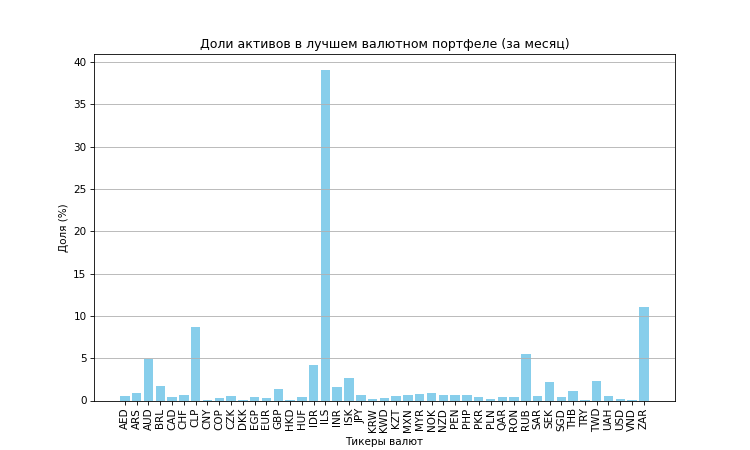 Доли активов в лучшем валютном портфеле (за месяц)
40
35
30
25
20
15
10
5
0
Доля (%)
AED
ARS
AUD
BRL
CAD
CHF
CLP
CNY
COP
CZK
DKK
EGP
EUR
GBP
HKD
HUF
IDR
ILS
INR
ISK
JPY
KRW
KWD
KZT
MXN
MYR
NOK
NZD
PEN
PHP
PKR
PLN
QAR
RON
RUB
SAR
SEK
SGD
THB
TRY
TWD
UAH
USD
VND
ZAR
Тикеры валют